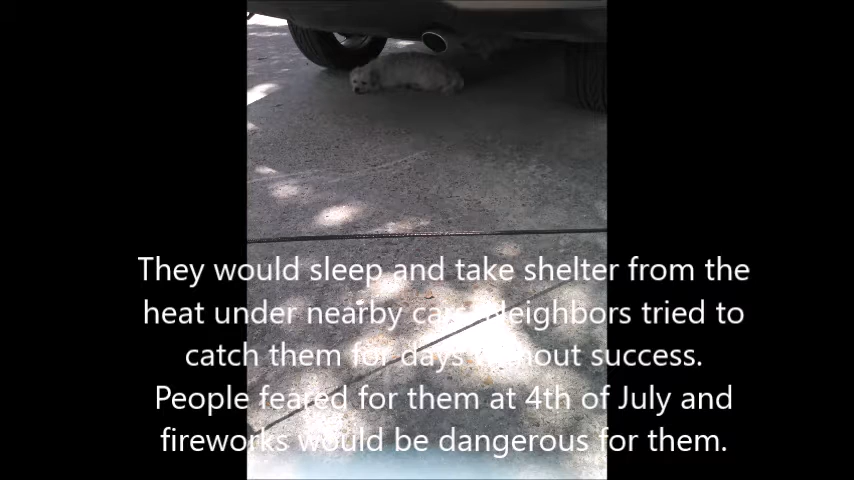 They would sleep and take shelter from the
heat under nearby cars. Neighbors tried to
catch them for days without success.
People feared for them at 4th of July and
fireworks would be dangerous for them.